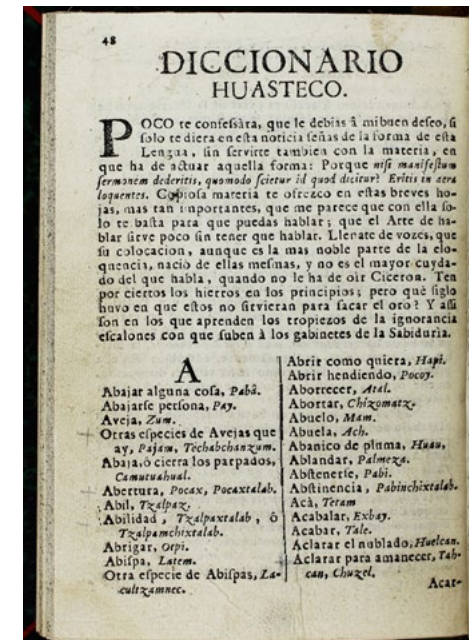 48
DICCIONARIO
HUASTECO.
POCO te confesàra, que le debias à mi buen deseo, si
solo te diera en esta noticia señas de la forma de esta
Lengua, sin servirte tambien con la materia, en
que ha de actuar aquella forma: Porque nisi manifestum
sermonem dederitis, quomodo scietur id quod dicitur? Eritis in aera
loquentes. Copiosa materia te ofrezco en estas breves ho-
jas, mas tan importantes, que me parece que con ella so-
lo te basta para que puedas hablar; que el Arte de ha-
blar sirve poco sin tener que hablar. Llenate de vozes, que
su colocacion, aunque es la mas noble parte de la elo-
quencia, naciò de ellas mesmas, y no es el mayor cuyda-
do del que habla, quando no le ha de oir Ciceron. Ten
por ciertos los hierros en los principios; pero què siglo
huvo en que estos no sirvieran para sacar el oro? Y assi
son en los que aprenden los tropiezos de la ignorancia
escalones con que suben à los gabinetes de la Sabiduria.
A
Abajar alguna cosa, Pabâ.
Abajarse persona, Pay.
Aveja, Zum.
Otras especies de Avejas que
ay, Pajam, Techabchanzum.
Abaja, ò cierra los parpados,
Camutuahual.
Abertura, Pocax, Pocaxtalab.
Abil, Tzalpaz.
Abilidad, Tzalpaxtalab, ô
Tzalpamchixtalab.
Abrigar, Otpi.
Abispa, Latem.
Otra especie de Abispas, La-
cultzamnec.
Abrir como quiera, Hapi.
Abrir hendiendo, Pocoy.
Aborrecer, Atal.
Abortar, Chizomatz.
Abuelo, Mam.
Abuela, Ach.
Abanico de pluma, Huau,
Ablandar, Palmeza.
Abstenerse, Pabi.
Abstinencia, Pabinchixtalab.
Acà, Tetam
Acabalar, Exbay.
Acabar, Tale.
Aclarar el nublado, Huelcan.
Aclarar para amanecer, Tah-
can, Chuzel.
Acar-